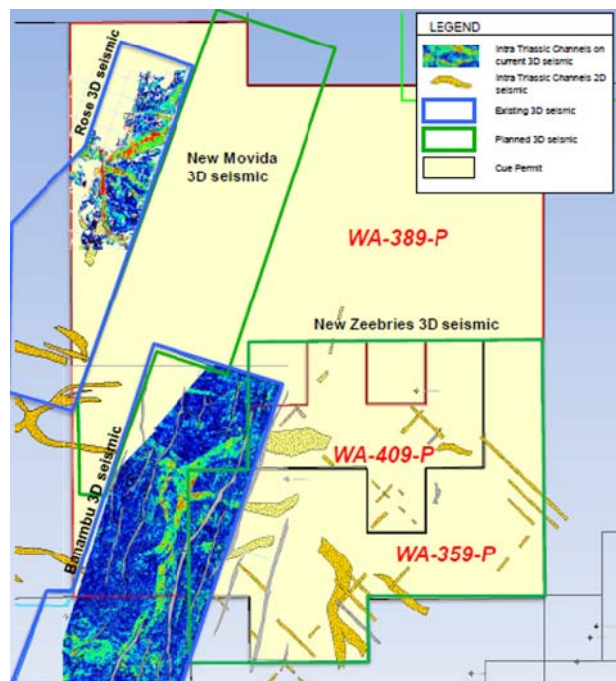 LEGEND
Intra Triassic Channels on
current 3D seismic
Intra Triassic Channels 2D
seismic
Existing 3D seismic
Planned 3D seismic
Cue Permit
Rose 3D seismic
New Movida
3D seismic
WA-389-P
New Zeebries 3D seismic
Banambu 3D seismic
WA-409-P
WA-359-P